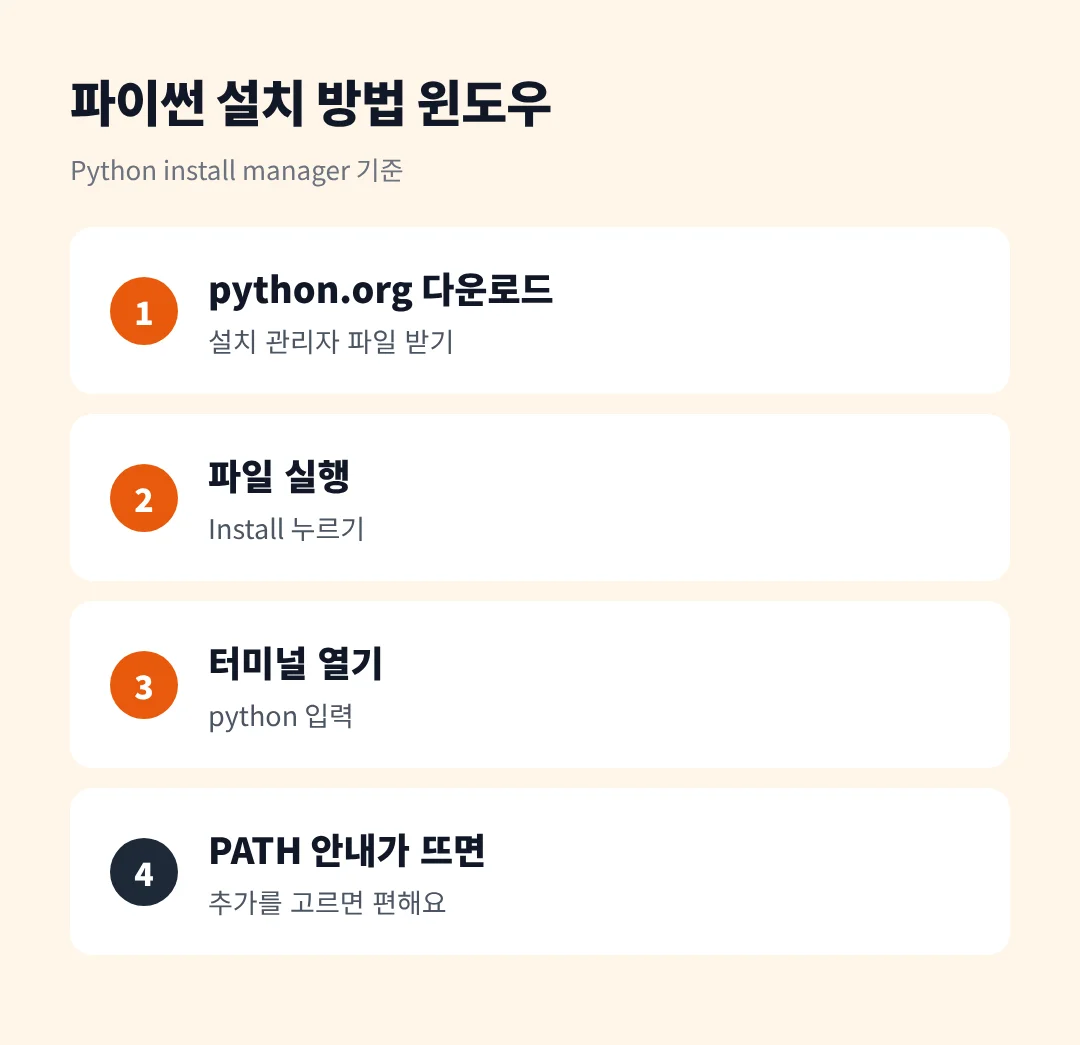 파이썬 설치 방법 윈도우
Python install manager 기준
1
python.org 다운로드
설치 관리자 파일 받기
2
파일 실행
Install 누르기
3
터미널 열기
python 입력
4
PATH 안내가 뜨면
추가를 고르면 편해요